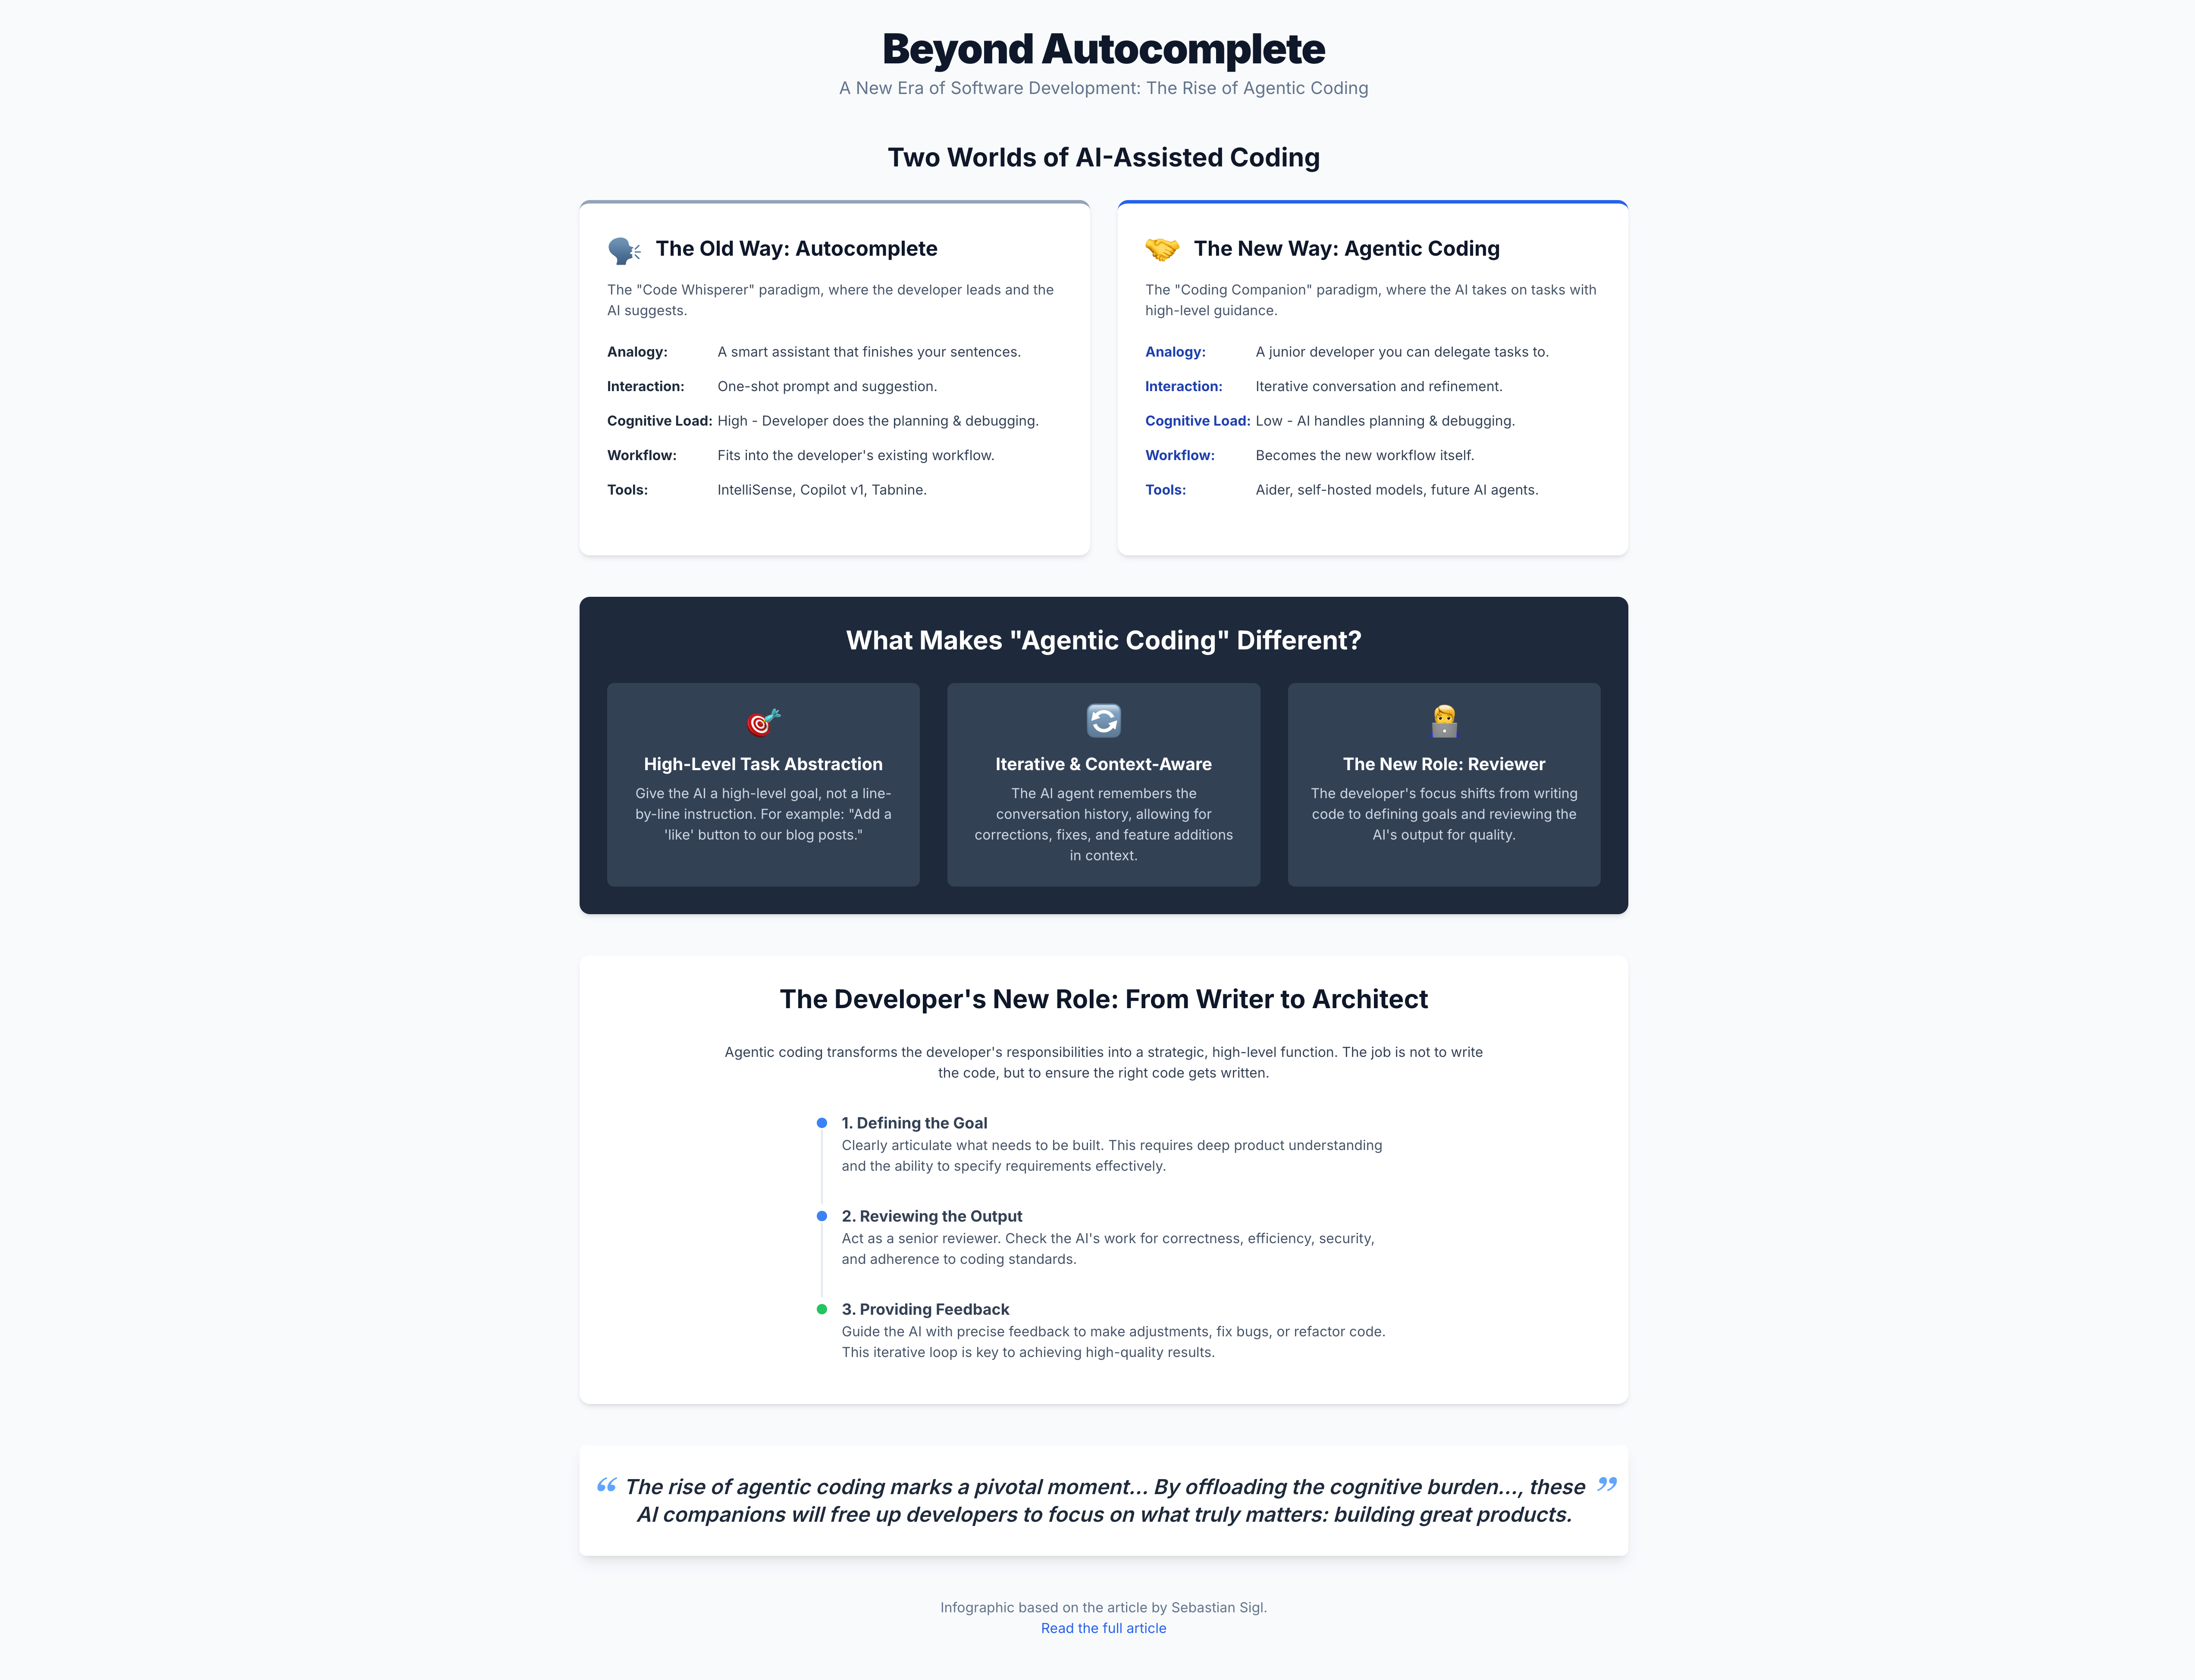 Beyond Autocomplete
A New Era of Software Development: The Rise of Agentic Coding
Two Worlds of AI-Assisted Coding
The Old Way: Autocomplete
The "Code Whisperer" paradigm, where the developer leads and the
AI suggests.
Analogy: A smart assistant that finishes your sentences.
Interaction: One-shot prompt and suggestion.
Cognitive Load: High - Developer does the planning & debugging.
Workflow: Fits into the developer's existing workflow.
Tools: IntelliSense, Copilot v1, Tabnine.
The New Way: Agentic Coding
The "Coding Companion" paradigm, where the AI takes on tasks with
high-level guidance.
Analogy: A junior developer you can delegate tasks to.
Interaction: Iterative conversation and refinement.
Cognitive Load: Low - AI handles planning & debugging.
Workflow: Becomes the new workflow itself.
Tools: Aider, self-hosted models, future AI agents.
What Makes "Agentic Coding" Different?
High-Level Task Abstraction
Give the AI a high-level goal, not a line-
by-line instruction. For example: "Add a
'like' button to our blog posts."
Iterative & Context-Aware
The AI agent remembers the
conversation history, allowing for
corrections, fixes, and feature additions
in context.
The New Role: Reviewer
The developer's focus shifts from writing
code to defining goals and reviewing the
AI's output for quality.
The Developer's New Role: From Writer to Architect
Agentic coding transforms the developer's responsibilities into a strategic, high-level function. The job is not to write
the code, but to ensure the right code gets written.
1. Defining the Goal
Clearly articulate what needs to be built. This requires deep product understanding
and the ability to specify requirements effectively.
2. Reviewing the Output
Act as a senior reviewer. Check the AI's work for correctness, efficiency, security,
and adherence to coding standards.
3. Providing Feedback
Guide the AI with precise feedback to make adjustments, fix bugs, or refactor code.
This iterative loop is key to achieving high-quality results.
“The rise of agentic coding marks a pivotal moment... By offloading the cognitive burden..., these
AI companions will free up developers to focus on what truly matters: building great products.”
Infographic based on the article by Sebastian Sigl.
Read the full article